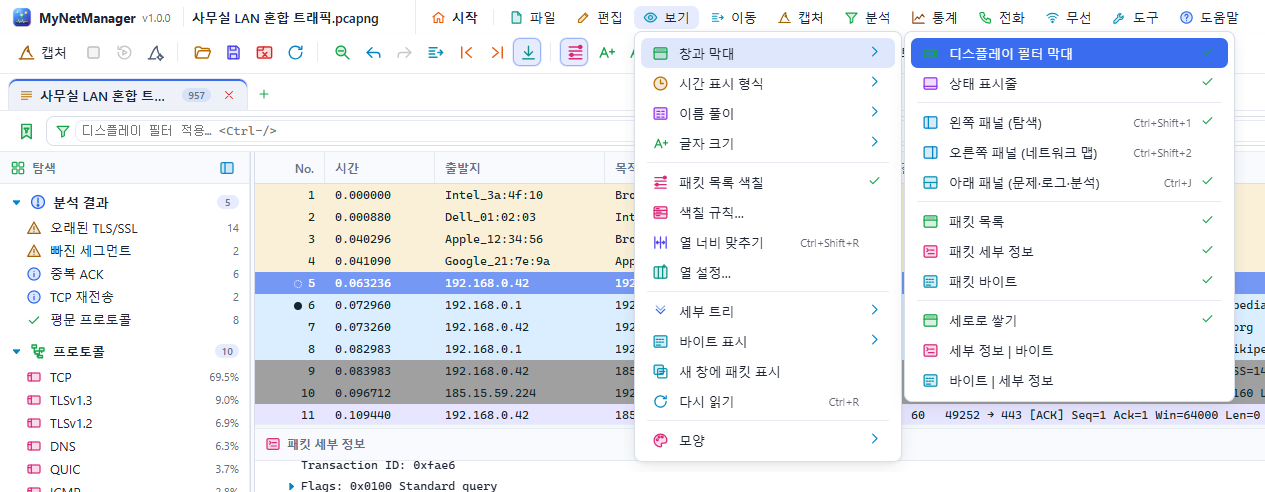 MyNetManager v1.0.0 사무실 LAN 혼합 트래픽.pcapng 시작 파일 편집 보기 이동 캡처 분석 통계 전화 무선 도구 도움말
캡처 A+
사무실 LAN 혼합 트... 957
디스플레이 필터 적용… <Ctrl-/>
탐색
분석 결과 5
오래된 TLS/SSL 14
빠진 세그먼트 2
중복 ACK 6
TCP 재전송 2
평문 프로토콜 8
프로토콜 10
TCP 69.5%
TLSv1.3 9.0%
TLSv1.2 6.9%
DNS 6.3%
QUIC 3.7%
No. 시간 출발지
1 0.000000 Intel_3a:4f:10 Bro
2 0.000880 Dell_01:02:03 Int
3 0.040296 Apple_12:34:56 Bro
4 0.041090 Google_21:7e:9a App
5 0.063236 192.168.0.42 192
6 0.072960 192.168.0.1 192
7 0.073260 192.168.0.42 192
8 0.082983 192.168.0.1 192
9 0.083983 192.168.0.42 185
10 0.096712 185.15.59.224 192
11 0.109440 192.168.0.42 185
60 49252 → 443 [ACK] Seq=1 Ack=1 Win=64000 Len=0
패킷 세부 정보
Transaction ID: 0xfae6
Flags: 0x0100 Standard query
창과 막대
시간 표시 형식
이름 풀이
A+ 글자 크기
패킷 목록 색칠
색칠 규칙...
열 너비 맞추기 Ctrl+Shift+R
열 설정...
세부 트리
바이트 표시
새 창에 패킷 표시
다시 읽기 Ctrl+R
모양
디스플레이 필터 막대
상태 표시줄
왼쪽 패널 (탐색) Ctrl+Shift+1
오른쪽 패널 (네트워크 맵) Ctrl+Shift+2
아래 패널 (문제·로그·분석) Ctrl+J
패킷 목록
패킷 세부 정보
패킷 바이트
세로로 쌓기
세부 정보 | 바이트
바이트 | 세부 정보